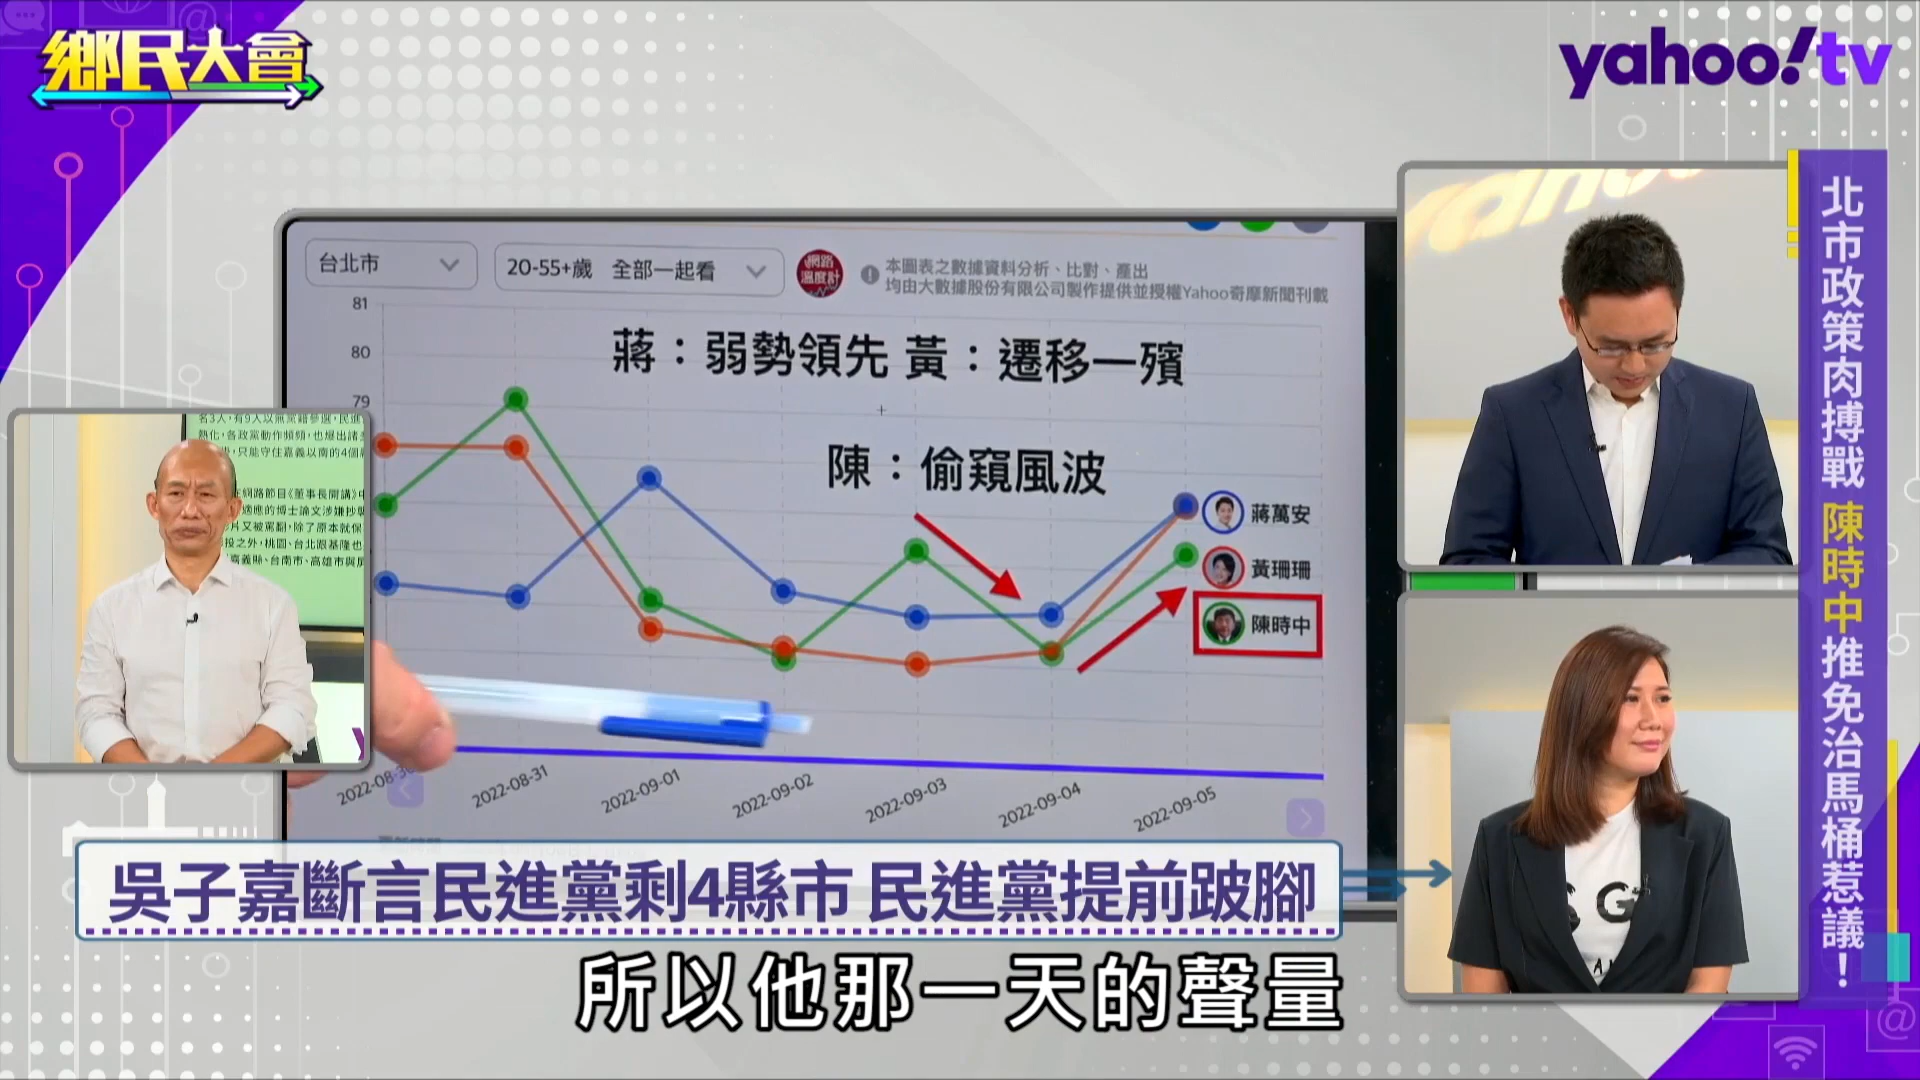 鄉民大會
yahoo!tv
北市政策肉搏戰 陳時中推免治馬桶惹議!
台北市
20-55+歲 全部一起看
網路
溫度計
本圖表之數據資料分析、比對、產出
均由大數據股份有限公司製作提供並授權Yahoo奇摩新聞刊載
81
80
79
蔣：弱勢領先 黃：遷移一殯
陳：偷窺風波
蔣萬安
黃珊珊
陳時中
2022-08-30
2022-08-31
2022-09-01
2022-09-02
2022-09-03
2022-09-04
2022-09-05
吳子嘉斷言民進黨剩4縣市 民進黨提前跛腳
所以他那一天的聲量